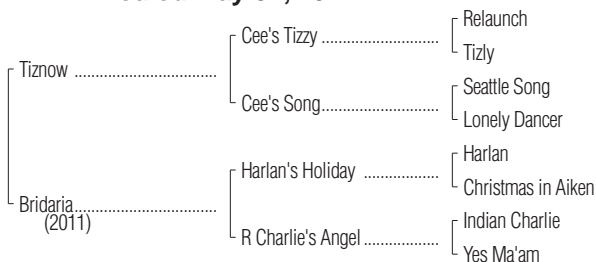 Relaunch
Cee's Tizzy ............................
Tizly
Tiznow ...................................
Seattle Song
Cee's Song............................
Lonely Dancer
Harlan
Harlan's Holiday ..................
Christmas in Aiken
Bridaria...................................
(2011)
Indian Charlie
R Charlie's Angel ..................
Yes Ma'am